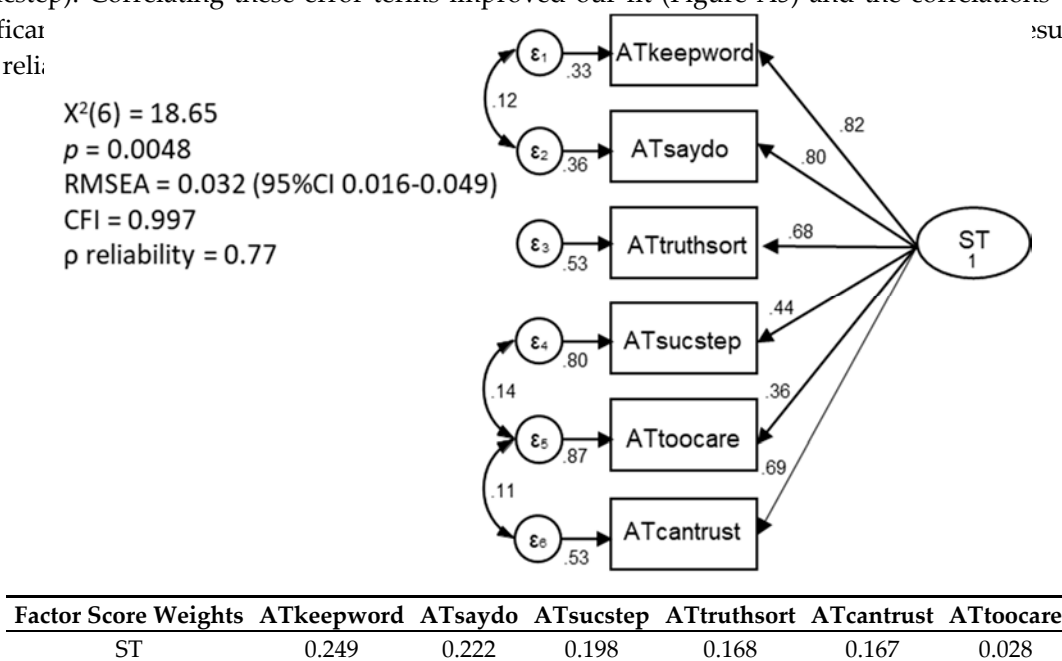 Correlating these error terms improved our fit (Figure A3) and the correlations
X²(6) = 18.65
p = 0.0048
RMSEA = 0.032 (95%CI 0.016-0.049)
CFI = 0.997
ρ reliability = 0.77
ε1 .33 ATkeepword
.12
.82
ε2 .36 ATsaydo
.80
ε3 .53 ATtruthsort
.68
ST
1
ε4 .80 ATsucstep
.44
.14
.36
ε5 .87 ATtoocare
.69
.11
ε6 .53 ATcantrust
Factor Score Weights ATkeepword ATsaydo ATsucstep ATtruthsort ATcantrust ATtoocare
ST 0.249 0.222 0.198 0.168 0.167 0.028